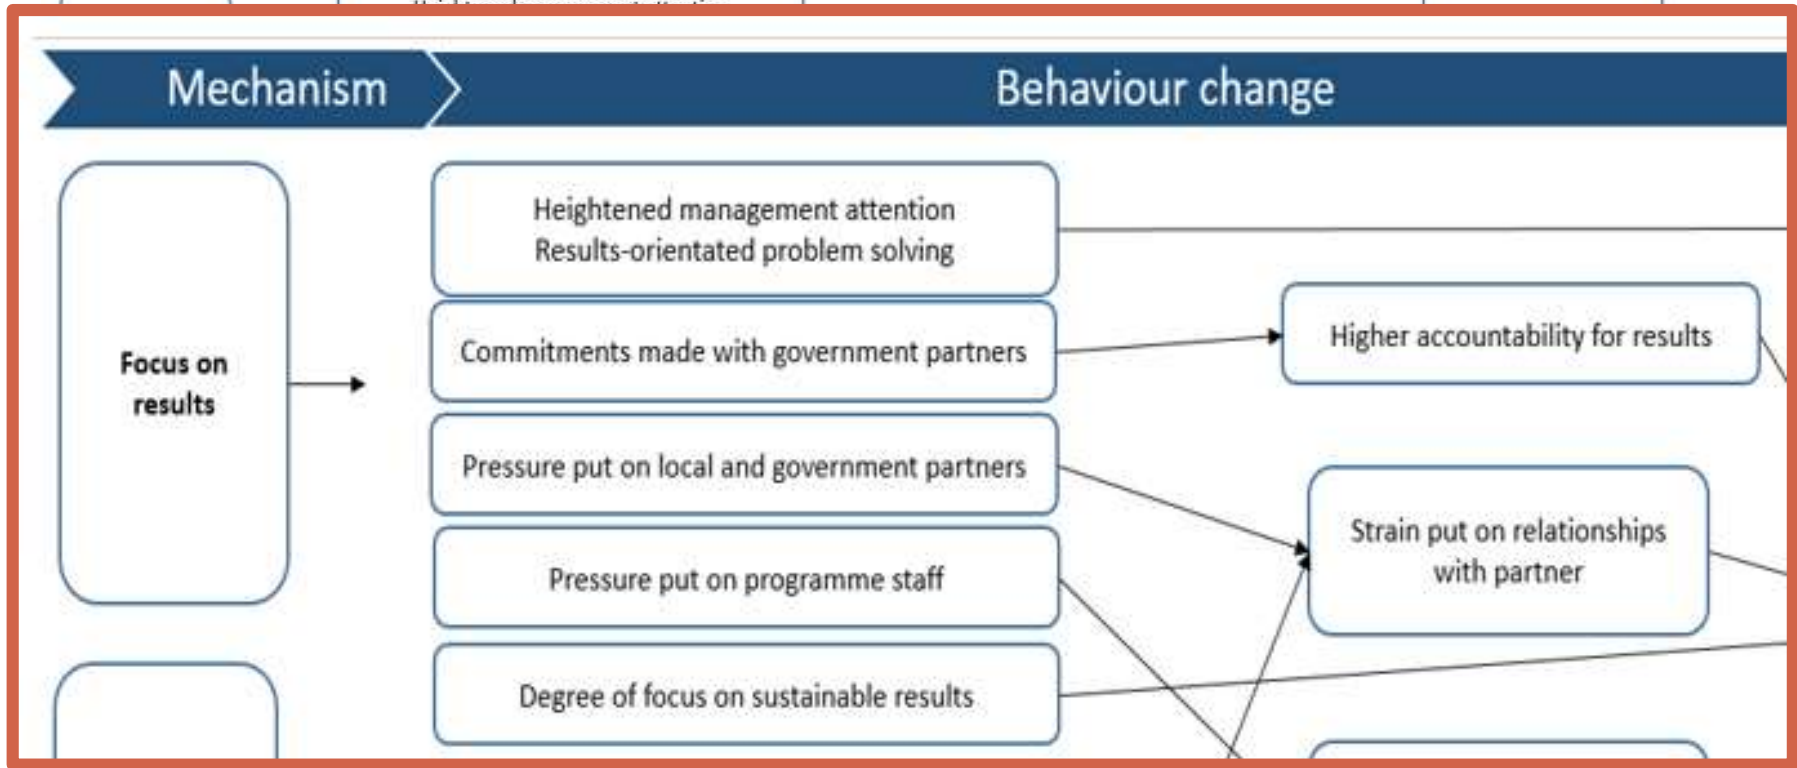 Mechanism
Behaviour change
Heightened management attention
Results-orientated problem solving
Commitments made with government partners
Higher accountability for results
Focus on
results
Pressure put on local and government partners
Strain put on relationships
with partner
Pressure put on programme staff
Degree of focus on sustainable results